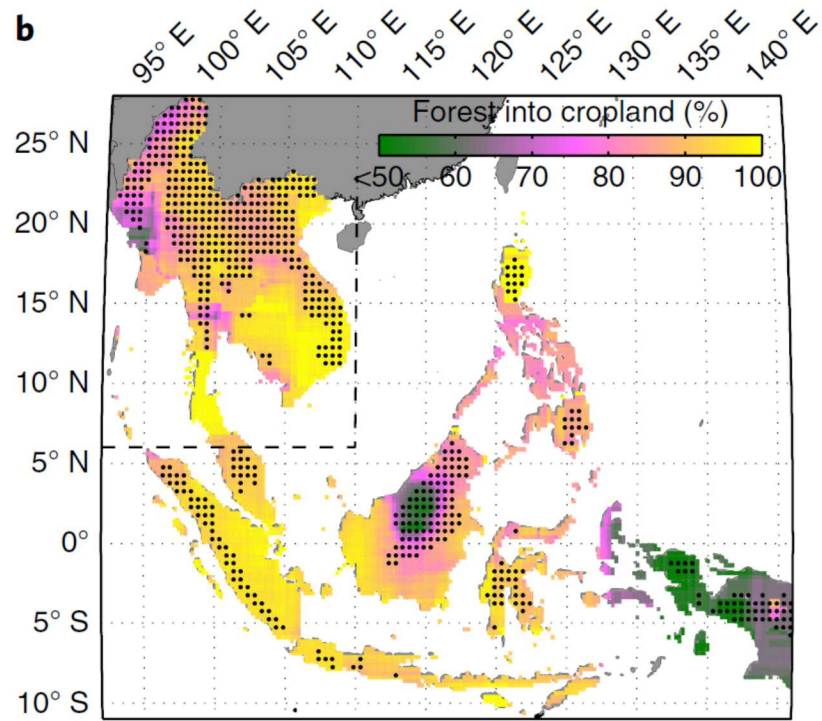 b
95° E 100° E 105° E 110° E 115° E 120° E 125° E 130° E 135° E 140° E
Forest into cropland (%)
<50 60 70 80 90 100
25° N
20° N
15° N
10° N
5° N
0°
5° S
10° S